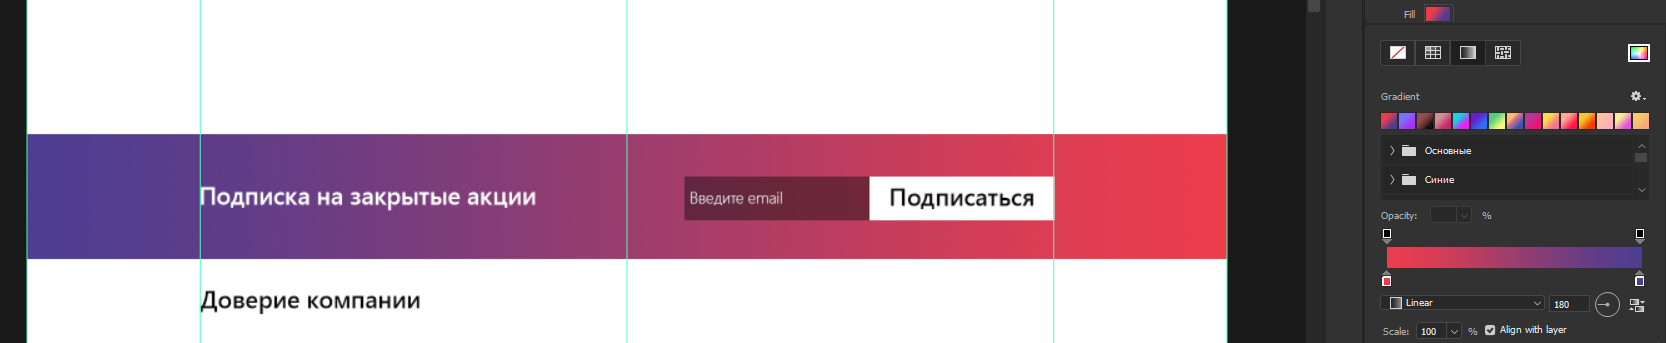 Fill
Gradient
Основные
Синие
Opacity: %
Linear 180
Scale: 100 % Align with layer
Подписка на закрытые акции
Введите email
Подписаться
Доверие компании